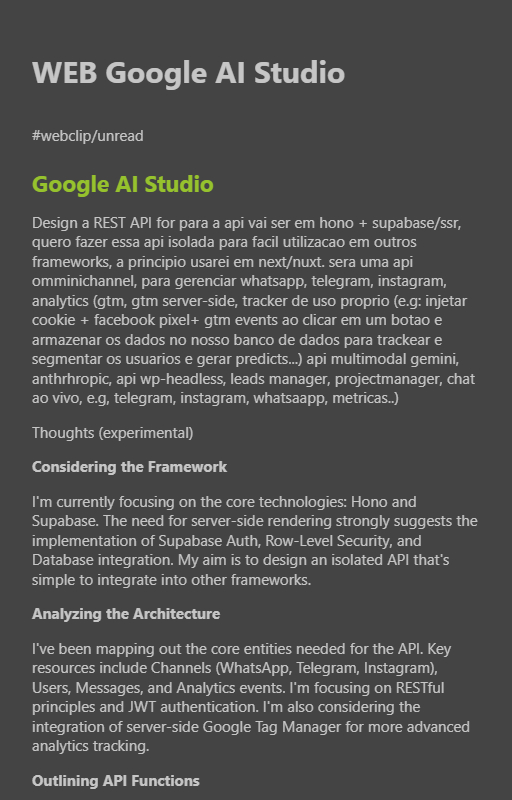 WEB Google AI Studio
#webclip/unread
Google AI Studio
Design a REST API for para a api vai ser em hono + supabase/ssr,
quero fazer essa api isolada para facil utilizacao em outros
frameworks, a principio usarei em next/nuxt. sera uma api
omminichannel, para gerenciar whatsapp, telegram, instagram,
analytics (gtm, gtm server-side, tracker de uso proprio (e.g: injetar
cookie + facebook pixel+ gtm events ao clicar em um botao e
armazenar os dados no nosso banco de dados para trackear e
segmentar os usuarios e gerar predicts...) api multimodal gemini,
anthrhropic, api wp-headless, leads manager, projectmanager, chat
ao vivo, e.g, telegram, instagram, whatsaapp, metricas..)
Thoughts (experimental)
Considering the Framework
I'm currently focusing on the core technologies: Hono and
Supabase. The need for server-side rendering strongly suggests the
implementation of Supabase Auth, Row-Level Security, and
Database integration. My aim is to design an isolated API that's
simple to integrate into other frameworks.
Analyzing the Architecture
I've been mapping out the core entities needed for the API. Key
resources include Channels (WhatsApp, Telegram, Instagram),
Users, Messages, and Analytics events. I'm focusing on RESTful
principles and JWT authentication. I'm also considering the
integration of server-side Google Tag Manager for more advanced
analytics tracking.
Outlining API Functions